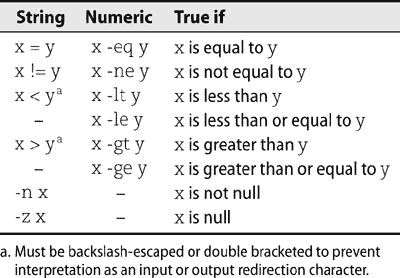 String Numeric True if
x = y x -eq y x is equal to y
x != y x -ne y x is not equal to y
x < yª x -lt y x is less than y
– x -le y x is less than or equal to y
x > yª x -gt y x is greater than y
– x -ge y x is greater than or equal to y
-n x – x is not null
-z x – x is null
a. Must be backslash-escaped or double bracketed to prevent
interpretation as an input or output redirection character.